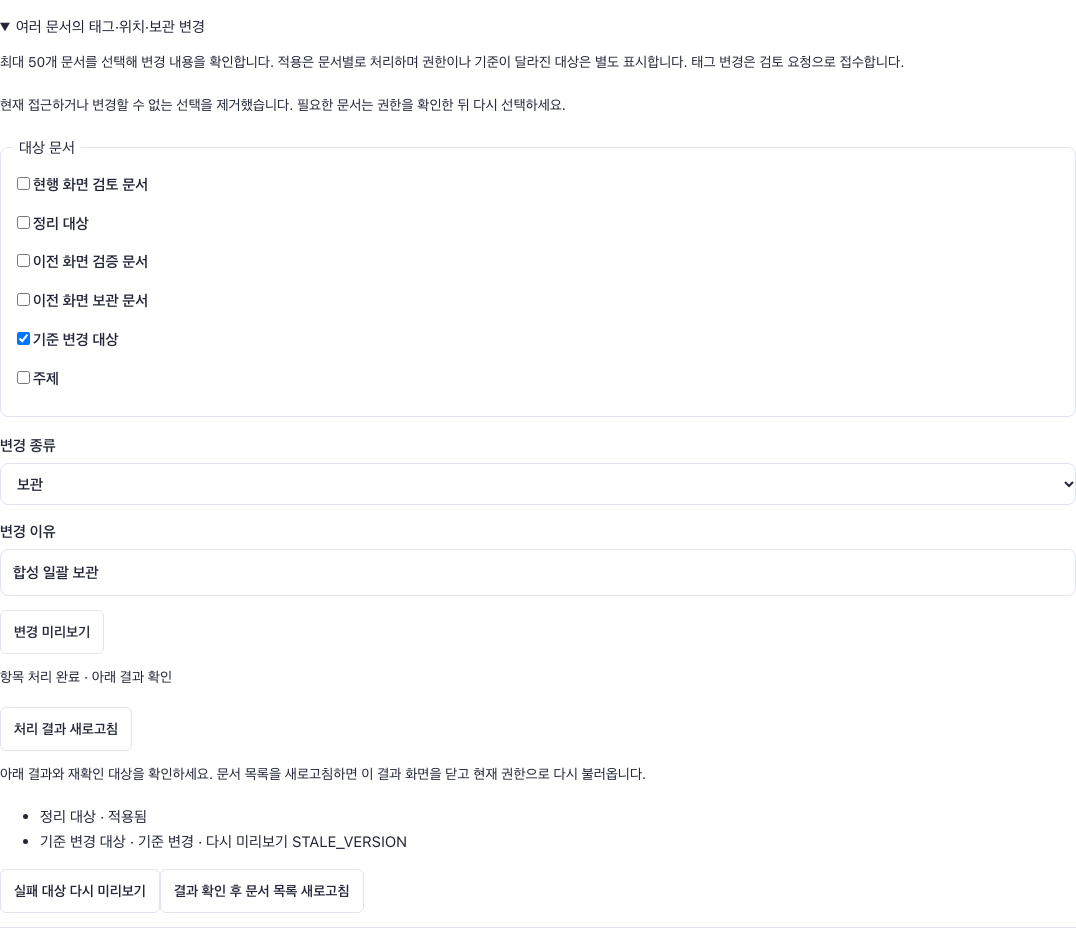 ▼ 여러 문서의 태그·위치·보관 변경
최대 50개 문서를 선택해 변경 내용을 확인합니다. 적용은 문서별로 처리하며 권한이나 기준이 달라진 대상은 별도 표시합니다. 태그 변경은 검토 요청으로 접수합니다.
현재 접근하거나 변경할 수 없는 선택을 제거했습니다. 필요한 문서는 권한을 확인한 뒤 다시 선택하세요.
대상 문서
현행 화면 검토 문서
정리 대상
이전 화면 검증 문서
이전 화면 보관 문서
기준 변경 대상
주제
변경 종류
보관
변경 이유
합성 일괄 보관
변경 미리보기
항목 처리 완료 · 아래 결과 확인
처리 결과 새로고침
아래 결과와 재확인 대상을 확인하세요. 문서 목록을 새로고침하면 이 결과 화면을 닫고 현재 권한으로 다시 불러옵니다.
• 정리 대상 · 적용됨
• 기준 변경 대상 · 기준 변경 · 다시 미리보기 STALE_VERSION
실패 대상 다시 미리보기 결과 확인 후 문서 목록 새로고침